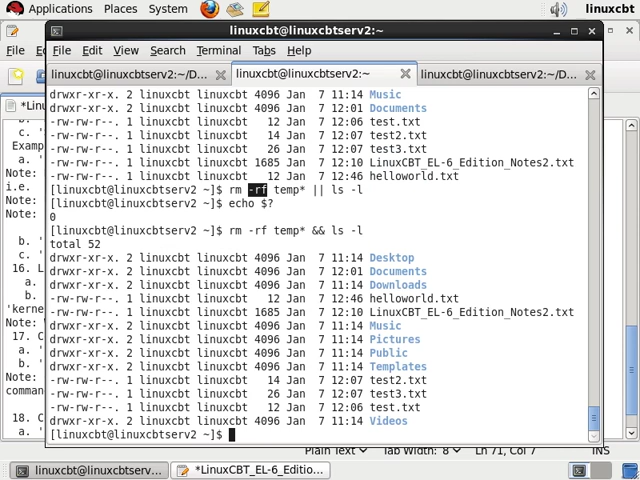 Applications Places System linuxcbt
linuxcbt@linuxcbtserv2:~
File Edit View Search Terminal Tabs Help
linuxcbt@linuxcbtserv2:~/D... linuxcbt@linuxcbtserv2:~ linuxcbt@linuxcbtserv2:~/D...
drwxr-xr-x. 2 linuxcbt linuxcbt 4096 Jan 7 11:14 Music
drwxr-xr-x. 2 linuxcbt linuxcbt 4096 Jan 7 12:01 Documents
-rw-rw-r--. 1 linuxcbt linuxcbt 12 Jan 7 12:06 test.txt
-rw-rw-r--. 1 linuxcbt linuxcbt 14 Jan 7 12:07 test2.txt
-rw-rw-r--. 1 linuxcbt linuxcbt 26 Jan 7 12:07 test3.txt
-rw-rw-r--. 1 linuxcbt linuxcbt 1685 Jan 7 12:10 LinuxCBT_EL-6_Edition_Notes2.txt
-rw-rw-r--. 1 linuxcbt linuxcbt 12 Jan 7 12:46 helloworld.txt
[linuxcbt@linuxcbtserv2 ~]$ rm -rf temp* || ls -l
[linuxcbt@linuxcbtserv2 ~]$ echo $?
0
[linuxcbt@linuxcbtserv2 ~]$ rm -rf temp* && ls -l
total 52
drwxr-xr-x. 2 linuxcbt linuxcbt 4096 Jan 7 11:14 Desktop
drwxr-xr-x. 2 linuxcbt linuxcbt 4096 Jan 7 12:01 Documents
drwxr-xr-x. 2 linuxcbt linuxcbt 4096 Jan 7 11:14 Downloads
-rw-rw-r--. 1 linuxcbt linuxcbt 12 Jan 7 12:46 helloworld.txt
-rw-rw-r--. 1 linuxcbt linuxcbt 1685 Jan 7 12:10 LinuxCBT_EL-6_Edition_Notes2.txt
drwxr-xr-x. 2 linuxcbt linuxcbt 4096 Jan 7 11:14 Music
drwxr-xr-x. 2 linuxcbt linuxcbt 4096 Jan 7 11:14 Pictures
drwxr-xr-x. 2 linuxcbt linuxcbt 4096 Jan 7 11:14 Public
drwxr-xr-x. 2 linuxcbt linuxcbt 4096 Jan 7 11:14 Templates
-rw-rw-r--. 1 linuxcbt linuxcbt 14 Jan 7 12:07 test2.txt
-rw-rw-r--. 1 linuxcbt linuxcbt 26 Jan 7 12:07 test3.txt
-rw-rw-r--. 1 linuxcbt linuxcbt 12 Jan 7 12:06 test.txt
drwxr-xr-x. 2 linuxcbt linuxcbt 4096 Jan 7 11:14 Videos
[linuxcbt@linuxcbtserv2 ~]$
File
*Linu
c. '
Exampl
a. '
Note:
i.e.
Note:
Note:
b. '
c. '
16. L
a.
b.
'kerne
Note:
17. C
a. '
b. '
Note:
comman
18. C
a. '
Plain Text Tab Width: 8 Ln 71, Col 7 INS
linuxcbt@linuxcbtserv... *LinuxCBT_EL-6_Editio...